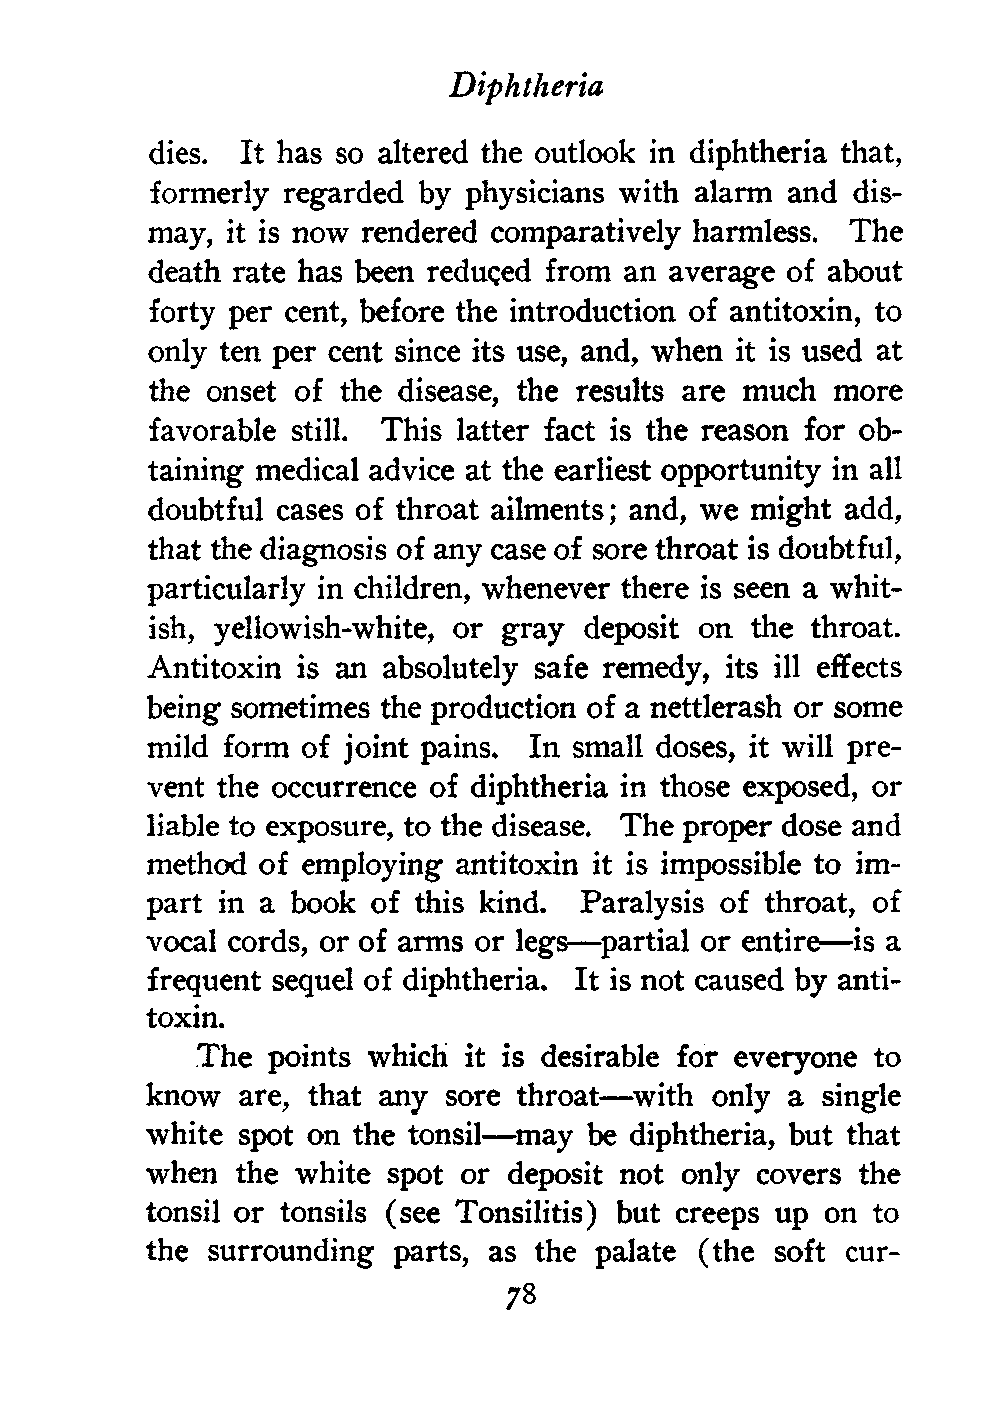 Diphtheria
dies. It has so altered the outlook in diphtheria that,
formerly regarded by physicians with alarm and dis-
may, it is now rendered comparatively harmless. The
death rate has been reduced from an average of about
forty per cent, before the introduction of antitoxin, to
only ten per cent since its use, and, when it is used at
the onset of the disease, the results are much more
favorable still. This latter fact is the reason for ob-
taining medical advice at the earliest opportunity in all
doubtful cases of throat ailments; and, we might add,
that the diagnosis of any case of sore throat is doubtful,
particularly in children, whenever there is seen a whit-
ish, yellowish-white, or gray deposit on the throat.
Antitoxin is an absolutely safe remedy, its ill effects
being sometimes the production of a nettlerash or some
mild form of joint pains. In small doses, it will pre-
vent the occurrence of diphtheria in those exposed, or
liable to exposure, to the disease. The proper dose and
method of employing antitoxin it is impossible to im-
part in a book of this kind. Paralysis of throat, of
vocal cords, or of arms or legs—partial or entire—is a
frequent sequel of diphtheria. It is not caused by anti-
toxin.
The points which it is desirable for everyone to
know are, that any sore throat—with only a single
white spot on the tonsil—may be diphtheria, but that
when the white spot or deposit not only covers the
tonsil or tonsils (see Tonsilitis) but creeps up on to
the surrounding parts, as the palate (the soft cur-
78